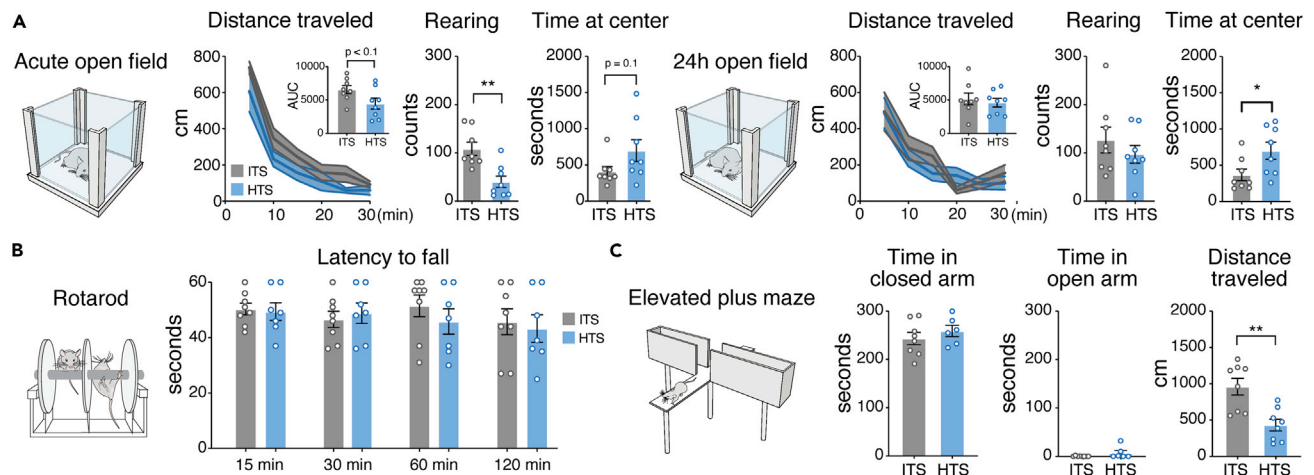 A
Acute open field
Distance traveled
cm
800
600
400
200
0
0
10
20
30
(min)
ITS
HTS
AUC
10000
5000
0
p < 0.1
ITS
HTS
Rearing
counts
300
200
100
0
**
ITS
HTS
Time at center
seconds
2000
1500
1000
500
0
p = 0.1
ITS
HTS
24h open field
Distance traveled
cm
800
600
400
200
0
0
10
20
30
(min)
AUC
10000
5000
0
ITS
HTS
Rearing
counts
300
200
100
0
ITS
HTS
Time at center
seconds
2000
1500
1000
500
0
*
ITS
HTS
B
Rotarod
Latency to fall
seconds
60
40
20
0
15 min
30 min
60 min
120 min
ITS
HTS
C
Elevated plus maze
Time in
closed arm
seconds
300
200
100
0
ITS
HTS
Time in
open arm
seconds
300
200
100
0
ITS
HTS
Distance
traveled
cm
2000
1500
1000
500
0
**
ITS
HTS